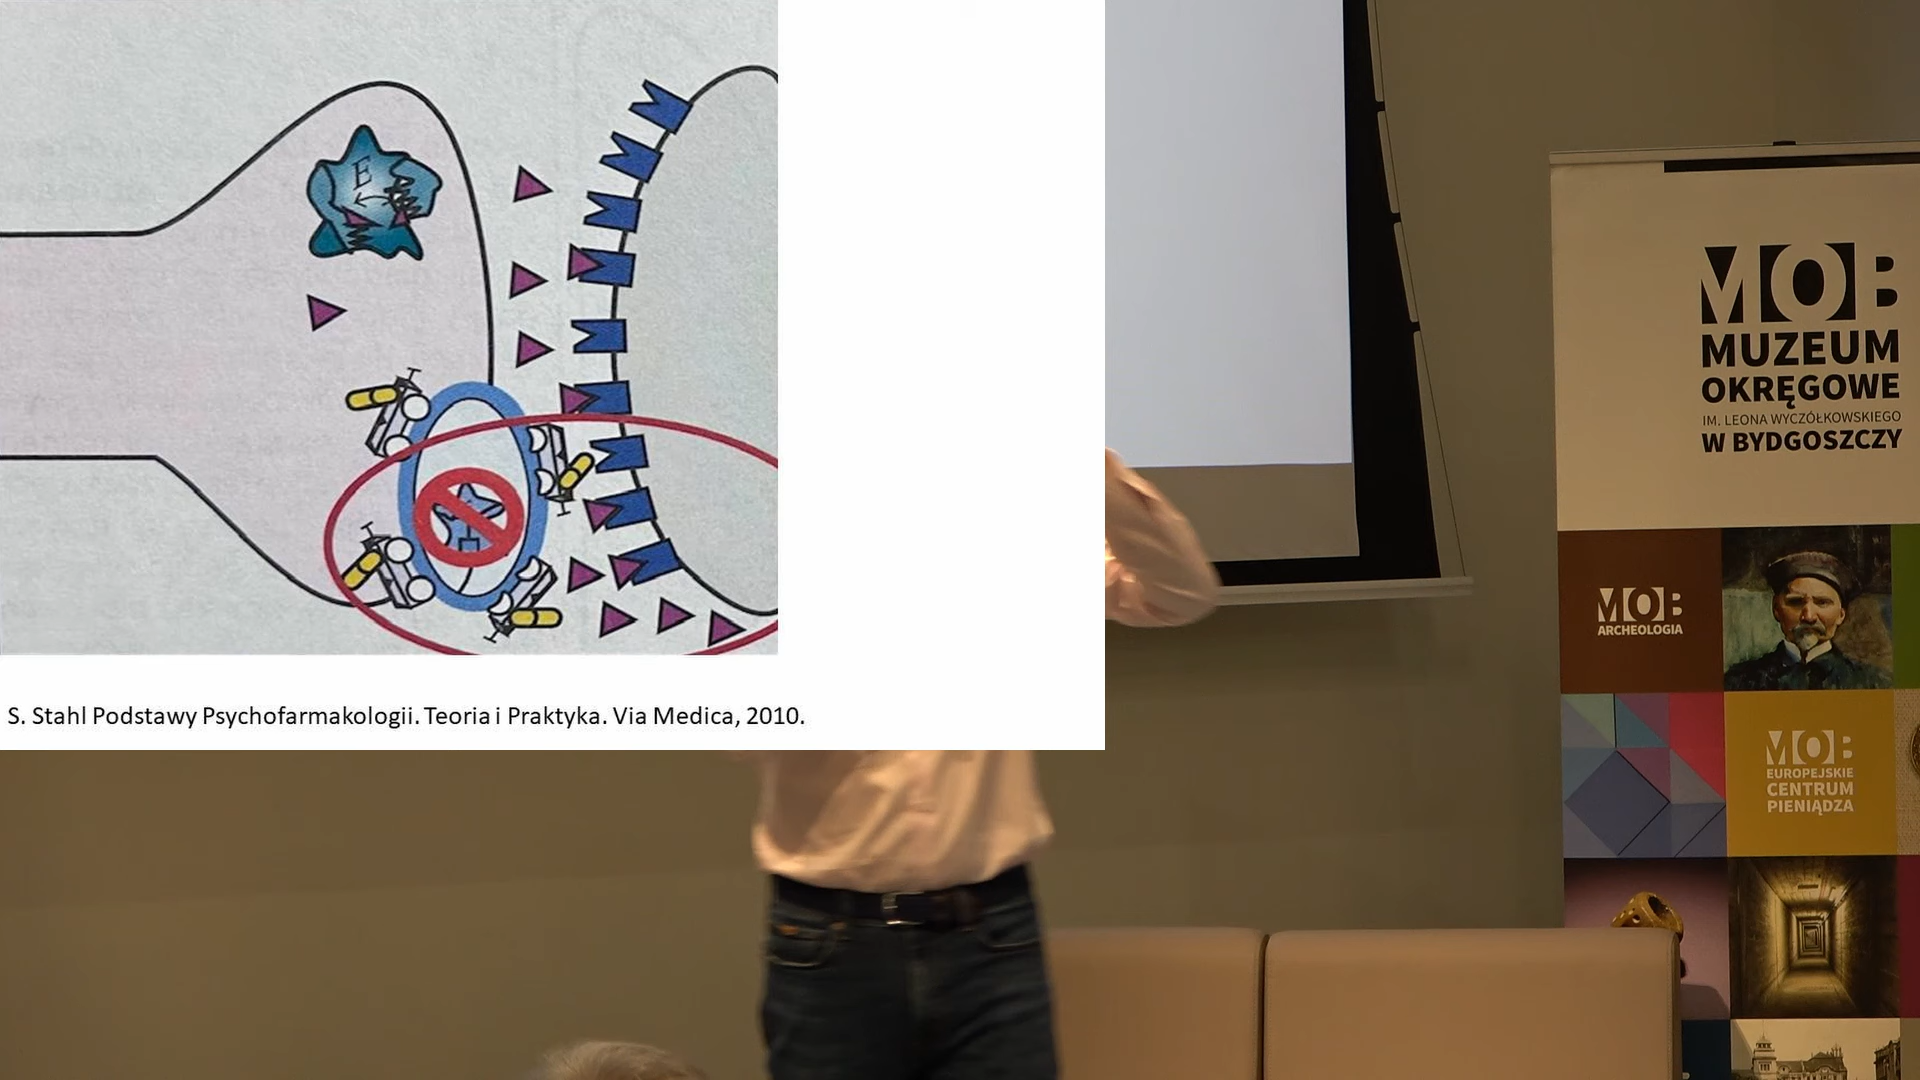 E
S. Stahl Podstawy Psychofarmakologii. Teoria i Praktyka. Via Medica, 2010.
MOB
MUZEUM
OKRĘGOWE
IM. LEONA WYCZÓŁKOWSKIEGO
W BYDGOSZCZY
MOB
ARCHEOLOGIA
MOB
EUROPEJSKIE
CENTRUM
PIENIĄDZA